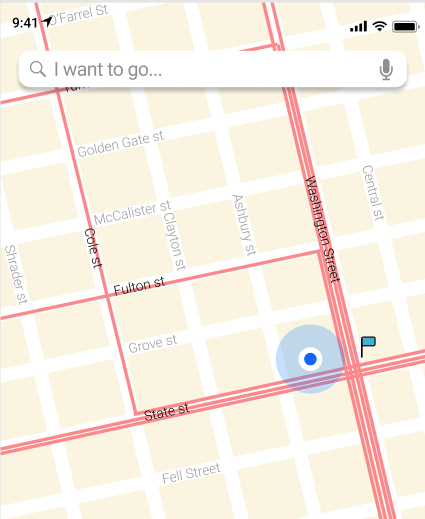 O'Farrel St
9:41
I want to go...
Golden Gate st
McCalister st
Central st
Washington Street
Ashbury st
Clayton st
Cole st
Shrader st
Fulton st
Grove st
State st
Fell Street